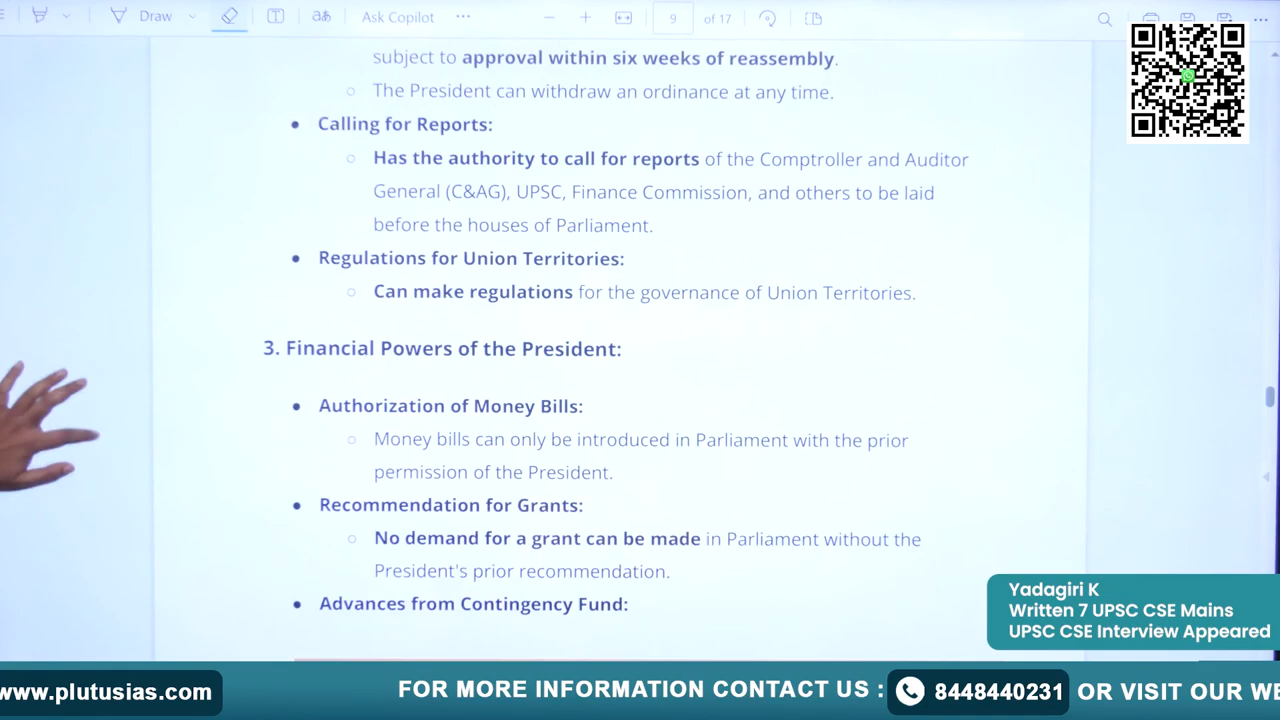 Draw
Ask Copilot
9 of 17
subject to approval within six weeks of reassembly.
The President can withdraw an ordinance at any time.
Calling for Reports:
Has the authority to call for reports of the Comptroller and Auditor
General (C&AG), UPSC, Finance Commission, and others to be laid
before the houses of Parliament.
Regulations for Union Territories:
Can make regulations for the governance of Union Territories.
3. Financial Powers of the President:
Authorization of Money Bills:
Money bills can only be introduced in Parliament with the prior
permission of the President.
Recommendation for Grants:
No demand for a grant can be made in Parliament without the
President's prior recommendation.
Advances from Contingency Fund:
Yadagiri K
Written 7 UPSC CSE Mains
UPSC CSE Interview Appeared
www.plutusias.com
FOR MORE INFORMATION CONTACT US : 8448440231 OR VISIT OUR WE